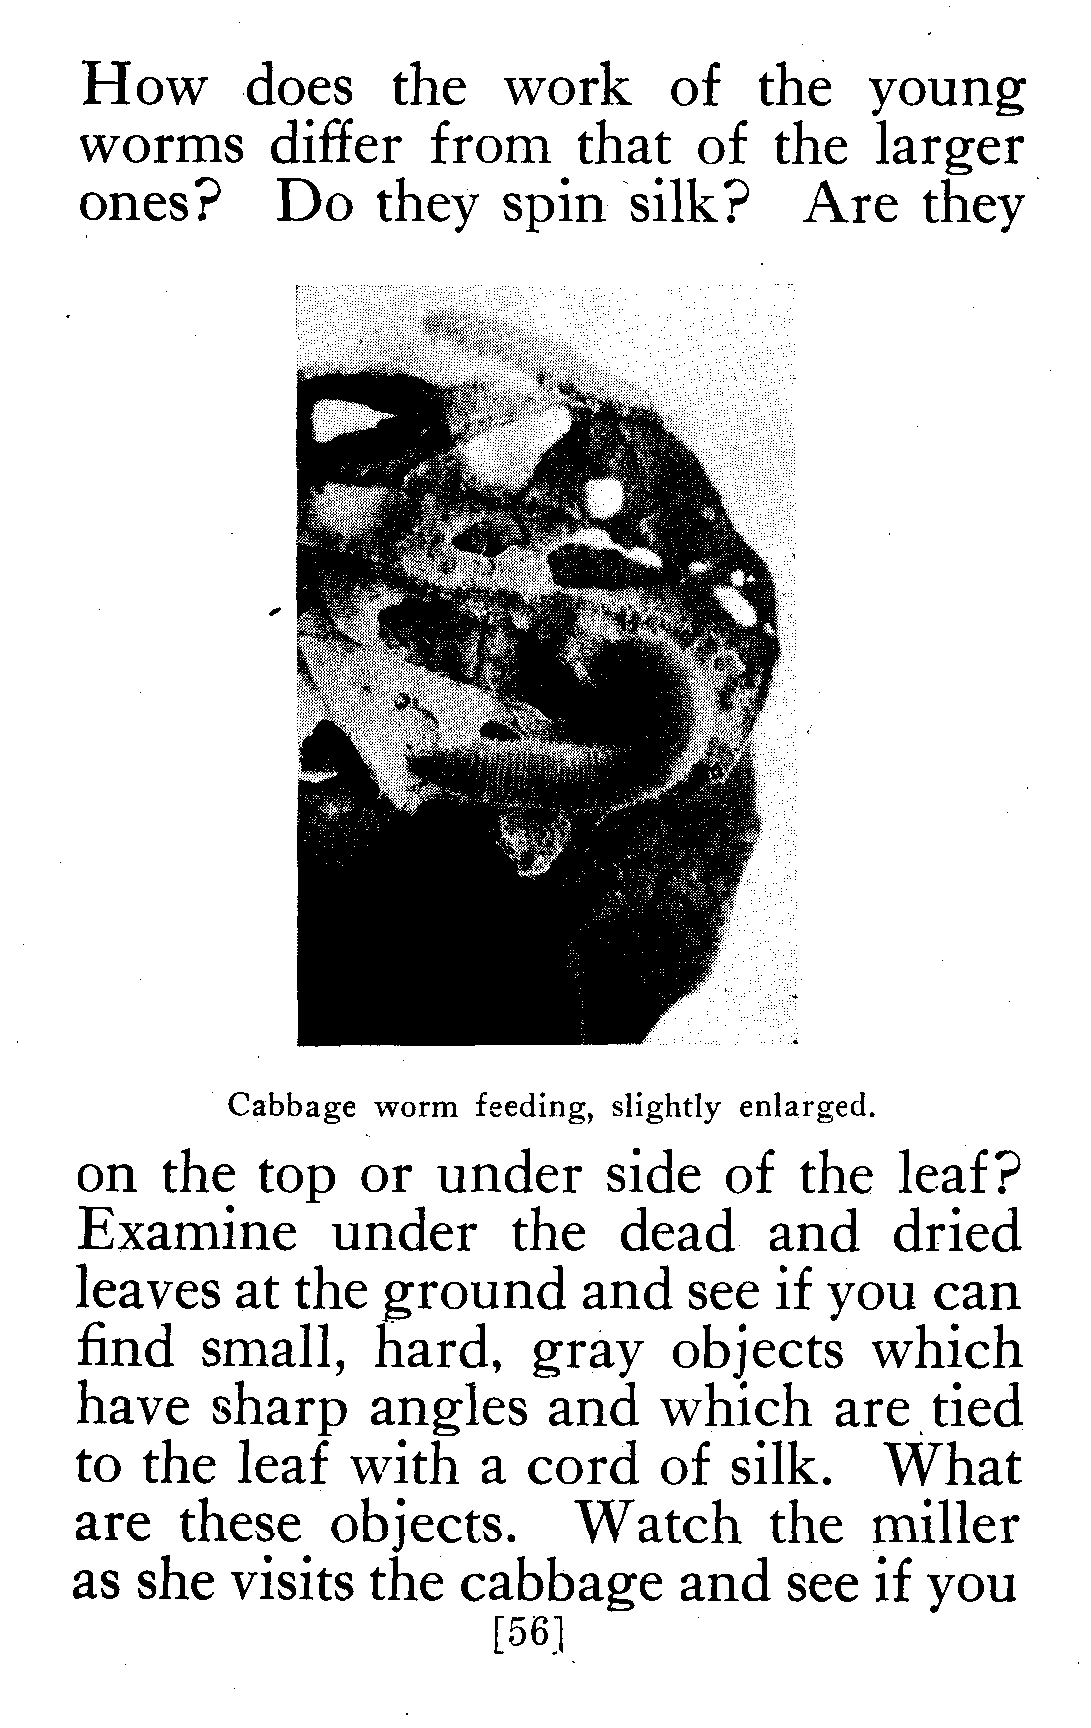 How does the work of the young
worms differ from that of the larger
ones? Do they spin silk? Are they
Cabbage worm feeding, slightly enlarged.
on the top or under side of the leaf?
Examine under the dead and dried
leaves at the ground and see if you can
find small, hard, gray objects which
have sharp angles and which are tied
to the leaf with a cord of silk. What
are these objects. Watch the miller
as she visits the cabbage and see if you
[56]